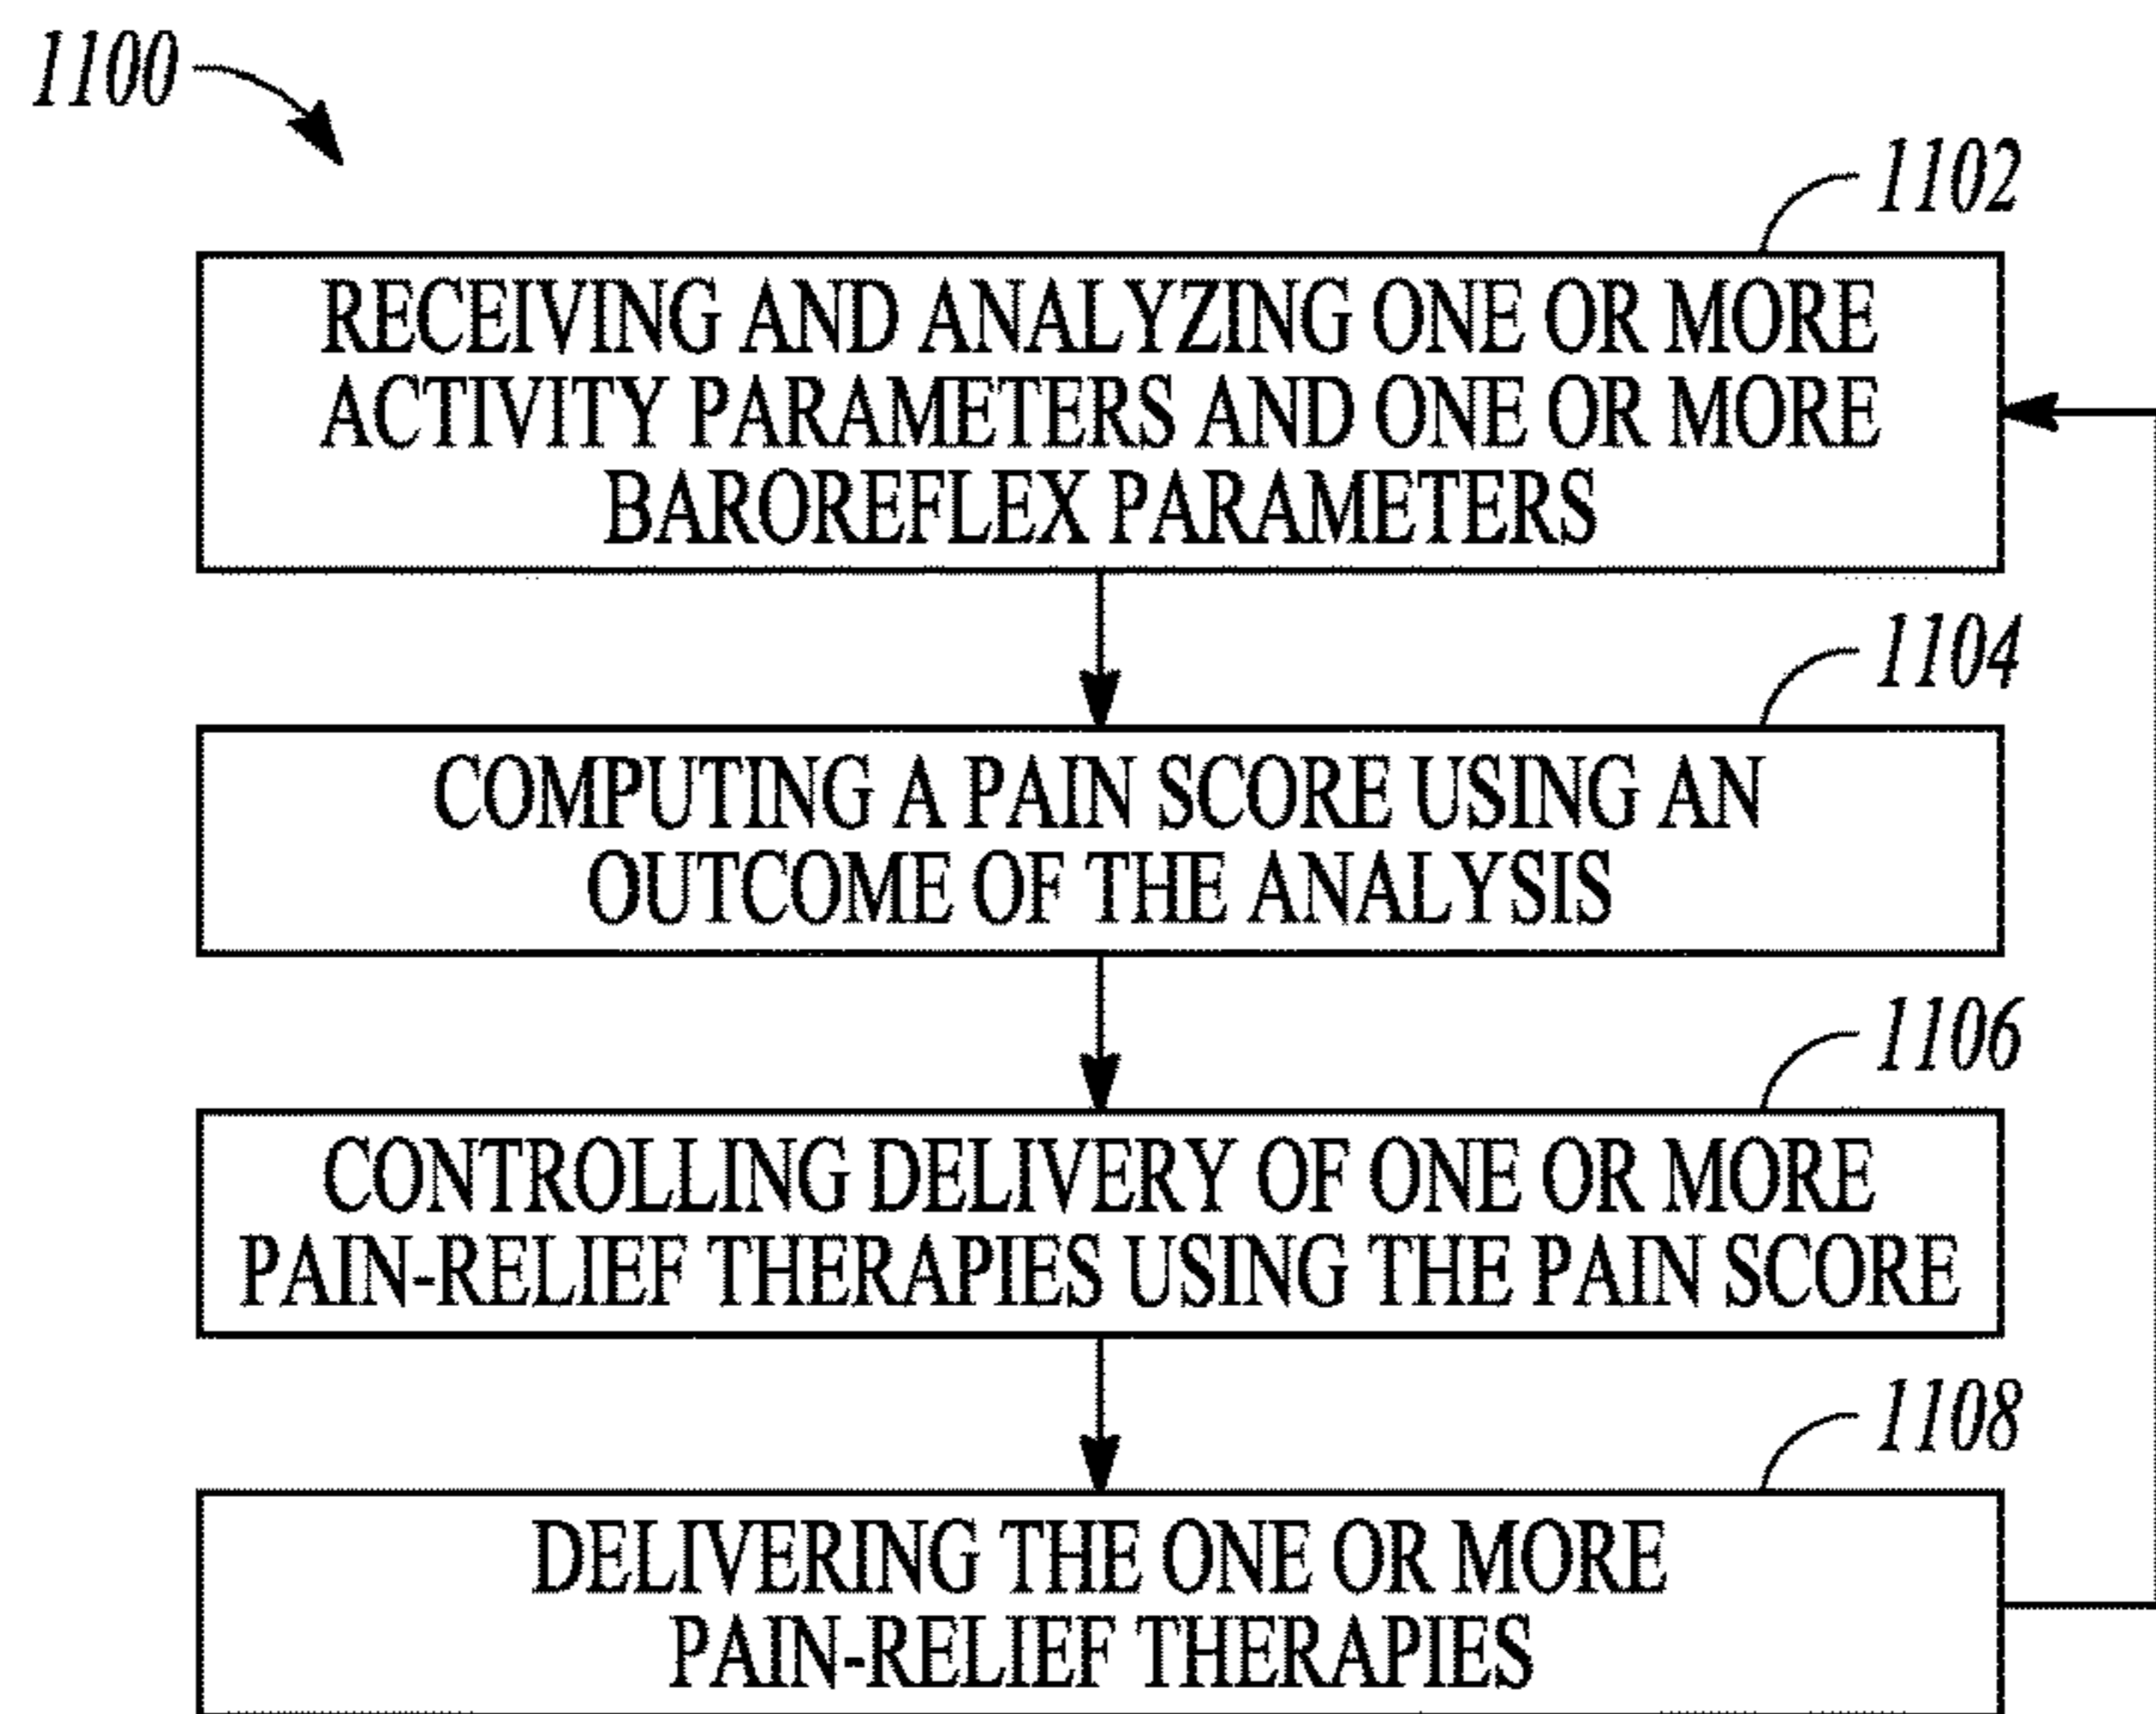 1100
1102
RECEIVING AND ANALYZING ONE OR MORE
ACTIVITY PARAMETERS AND ONE OR MORE
BAROREFLEX PARAMETERS
1104
COMPUTING A PAIN SCORE USING AN
OUTCOME OF THE ANALYSIS
1106
CONTROLLING DELIVERY OF ONE OR MORE
PAIN-RELIEF THERAPIES USING THE PAIN SCORE
1108
DELIVERING THE ONE OR MORE
PAIN-RELIEF THERAPIES